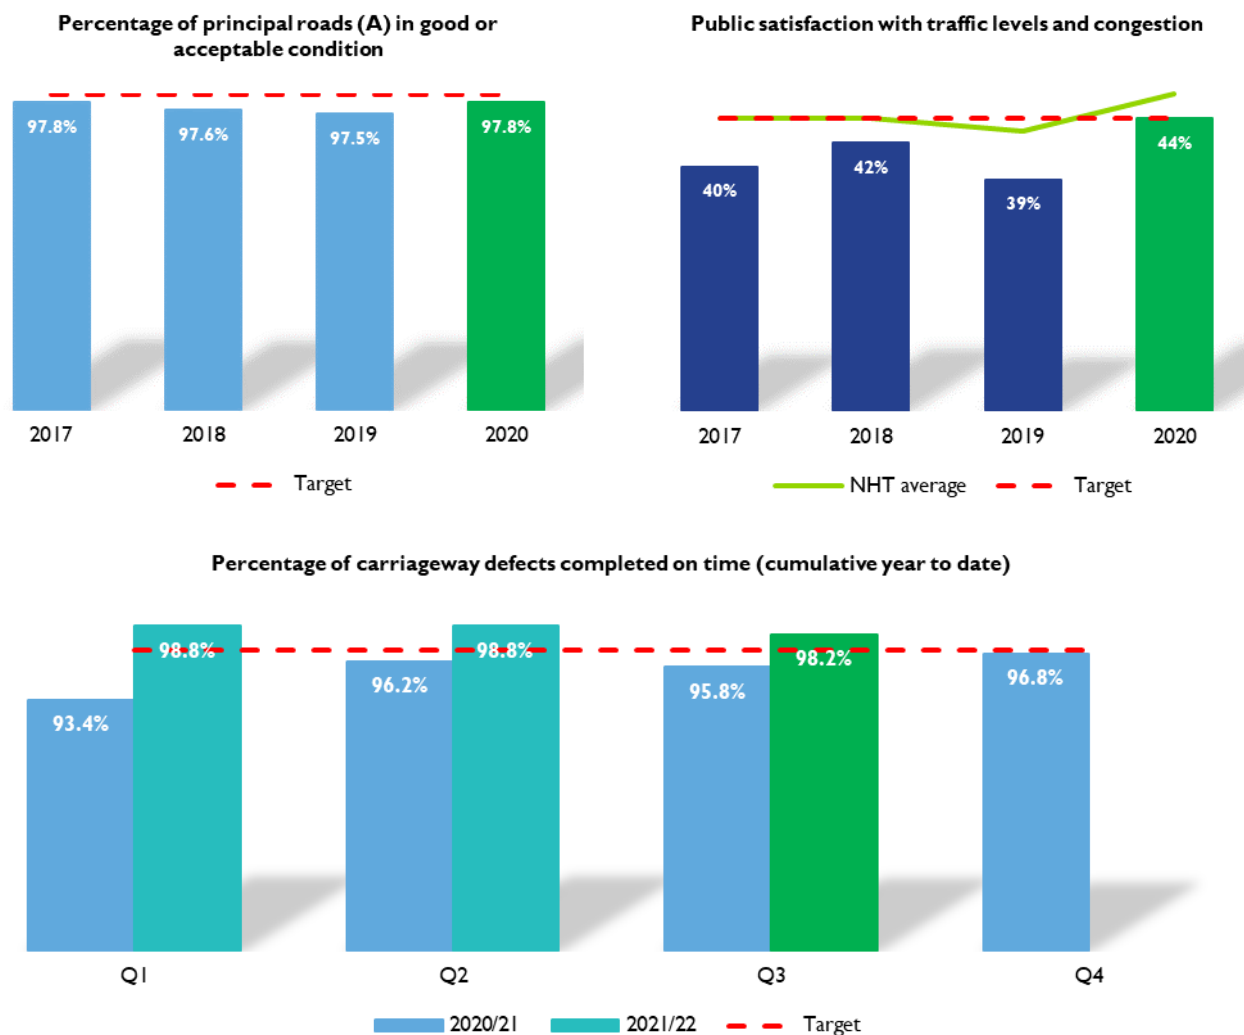 Percentage of principal roads (A) in good or
acceptable condition
97.8%
97.6%
97.5%
97.8%
2017
2018
2019
2020
Target
Public satisfaction with traffic levels and congestion
40%
42%
39%
44%
2017
2018
2019
2020
NHT average
Target
Percentage of carriageway defects completed on time (cumulative year to date)
93.4%
98.8%
96.2%
98.8%
95.8%
98.2%
96.8%
Q1
Q2
Q3
Q4
2020/21
2021/22
Target